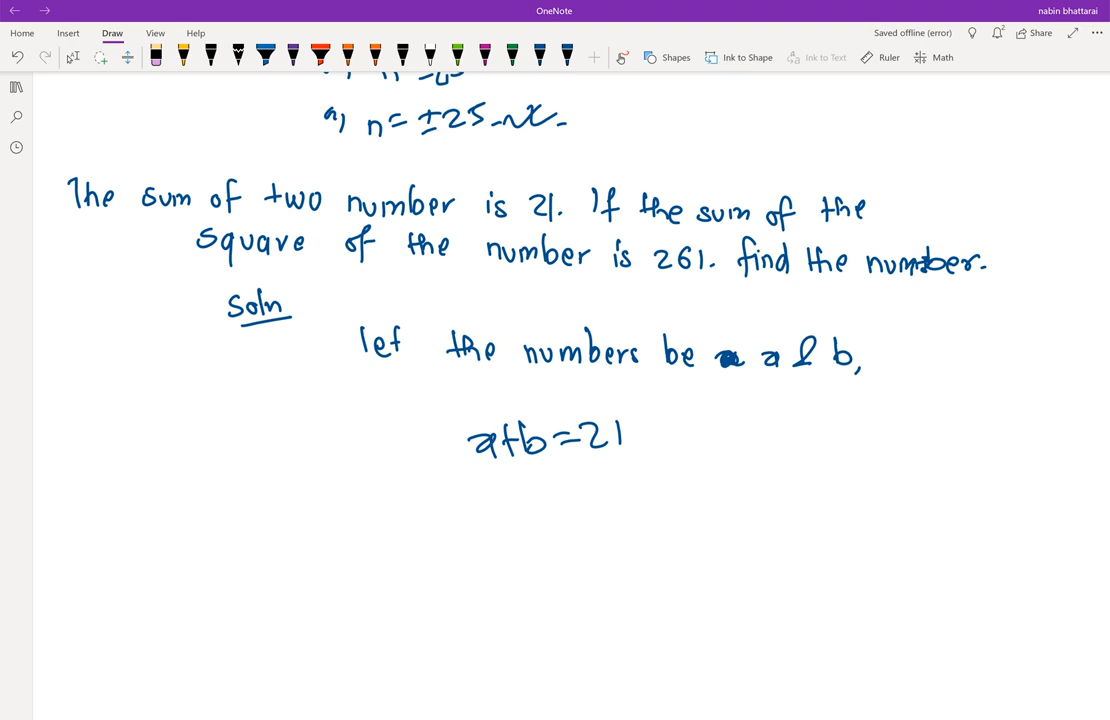 OneNote
nabin bhattarai
Home Insert Draw View Help
Saved offline (error)
Share
Shapes
Ink to Shape
Ink to Text
Ruler
Math
n = ±25
The sum of two number is 21. If the sum of the
square of the number is 261. find the number.
Soln
let the numbers be a & b,
a+b=21